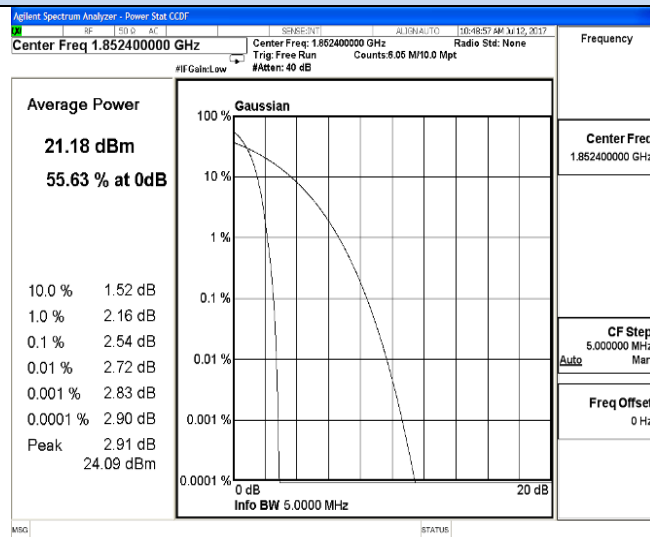 Agilent Spectrum Analyzer - Power Stat CCDF
RF 50 Ω AC SENSE:INT ALIGN AUTO 10:48:57 AM Jul 12, 2017
Center Freq 1.852400000 GHz
Center Freq: 1.852400000 GHz Radio Std: None
Trig: Free Run Counts:6.05 M/10.0 Mpt
#IFGain:Low #Atten: 40 dB
Frequency
Center Freq
1.852400000 GHz
CF Step
5.000000 MHz
Auto Man
Freq Offset
0 Hz
Average Power
21.18 dBm
55.63 % at 0dB
10.0 % 1.52 dB
1.0 % 2.16 dB
0.1 % 2.54 dB
0.01 % 2.72 dB
0.001 % 2.83 dB
0.0001 % 2.90 dB
Peak 2.91 dB
24.09 dBm
Gaussian
100 %
10 %
1 %
0.1 %
0.01 %
0.001 %
0.0001 %
0 dB 20 dB
Info BW 5.0000 MHz
MSG STATUS